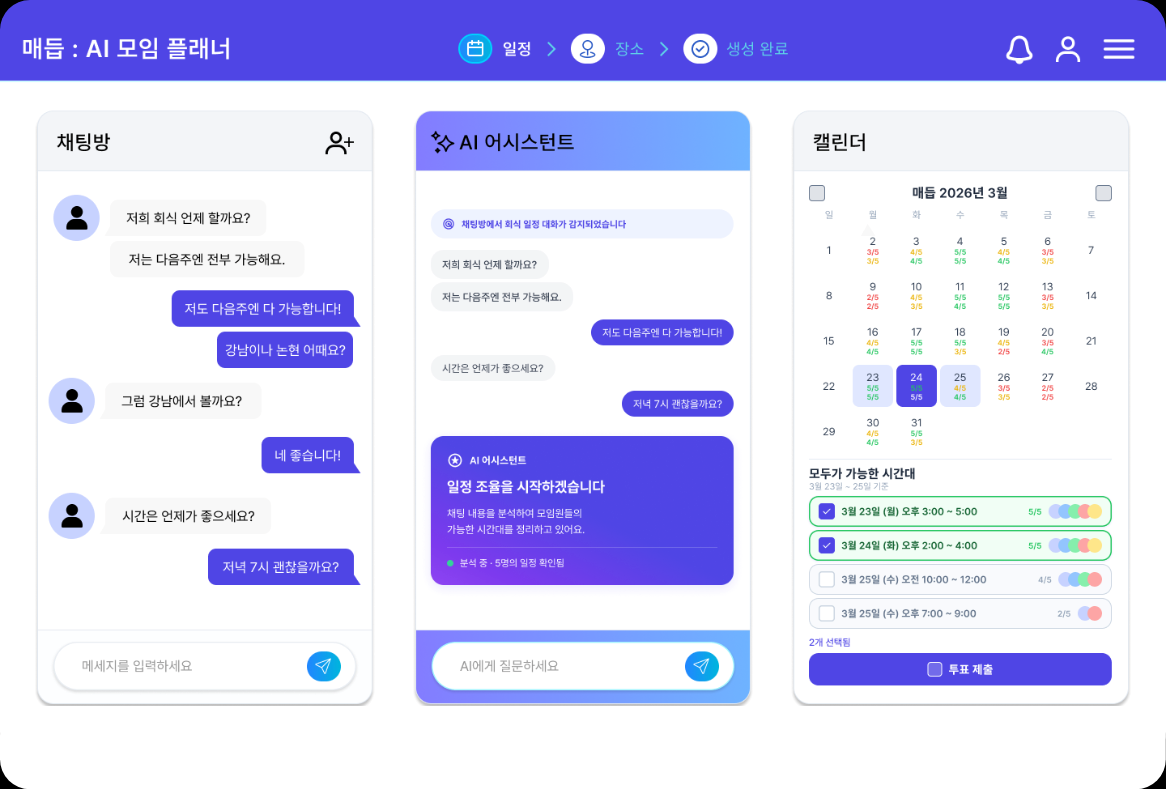 매듭 : AI 모임 플래너
일정
장소
생성 완료
채팅방
저희 회식 언제 할까요?
저는 다음주엔 전부 가능해요.
저도 다음주엔 다 가능합니다!
강남이나 논현 어때요?
그럼 강남에서 볼까요?
네 좋습니다!
시간은 언제가 좋으세요?
저녁 7시 괜찮을까요?
메세지를 입력하세요
AI 어시스턴트
채팅방에서 회식 일정 대화가 감지되었습니다
저희 회식 언제 할까요?
저는 다음주엔 전부 가능해요.
저도 다음주엔 다 가능합니다!
시간은 언제가 좋으세요?
저녁 7시 괜찮을까요?
AI 어시스턴트
일정 조율을 시작하겠습니다
채팅 내용을 분석하여 모임원들의
가능한 시간대를 정리하고 있어요.
분석 중 · 5명의 일정 확인됨
AI에게 질문하세요
캘린더
매듭 2026년 3월
일 월 화 수 목 금 토
1 2 3 4 5 6 7
3/5 4/5 5/5 4/5 3/5
3/5 4/5 5/5 4/5 3/5
8 9 10 11 12 13 14
2/5 4/5 5/5 5/5 3/5
2/5 3/5 4/5 5/5 3/5
15 16 17 18 19 20 21
4/5 5/5 5/5 4/5 3/5
4/5 5/5 3/5 2/5 4/5
22 23 24 25 26 27 28
5/5 5/5 4/5 3/5 2/5
5/5 5/5 4/5 3/5 2/5
29 30 31
4/5 5/5
4/5 3/5
모두가 가능한 시간대
3월 23일 ~ 25일 기준
3월 23일 (월) 오후 3:00 ~ 5:00 5/5
3월 24일 (화) 오후 2:00 ~ 4:00 5/5
3월 25일 (수) 오전 10:00 ~ 12:00 4/5
3월 25일 (수) 오후 7:00 ~ 9:00 2/5
2개 선택됨
투표 제출